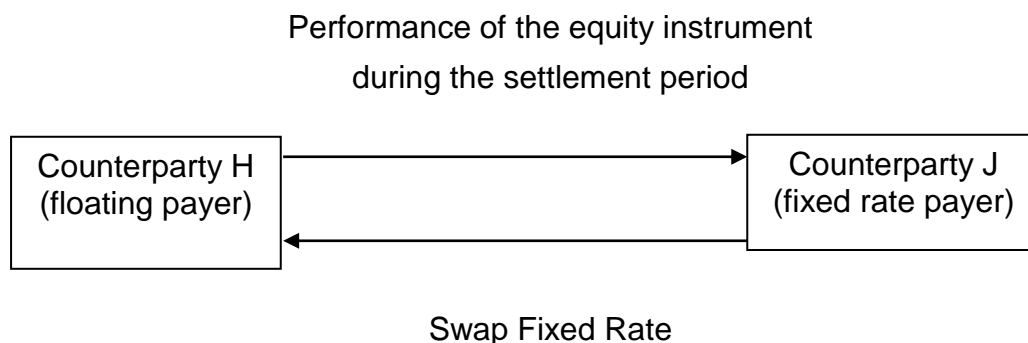 Performance of the equity instrument
during the settlement period
Counterparty H
(floating payer)
Counterparty J
(fixed rate payer)
Swap Fixed Rate